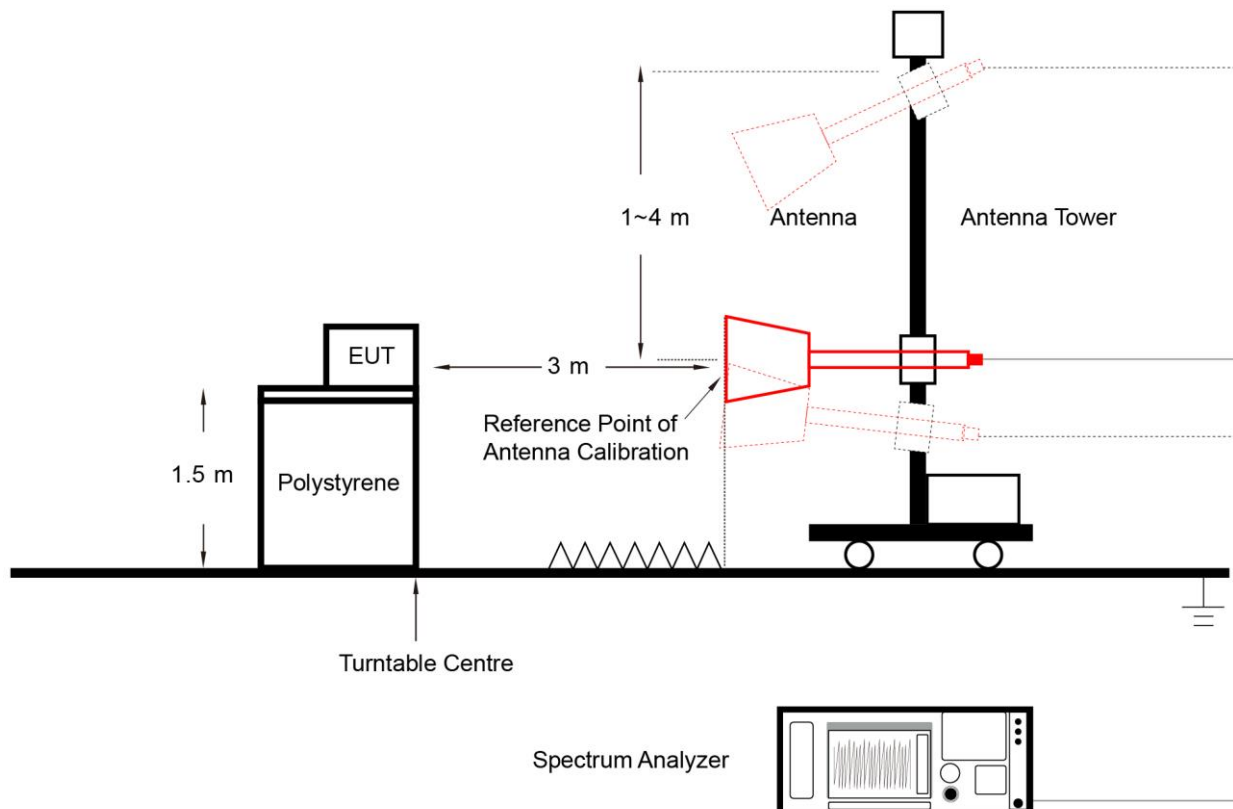 1~4 m
Antenna
Antenna Tower
EUT
3 m
Reference Point of
Antenna Calibration
1.5 m
Polystyrene
Turntable Centre
Spectrum Analyzer